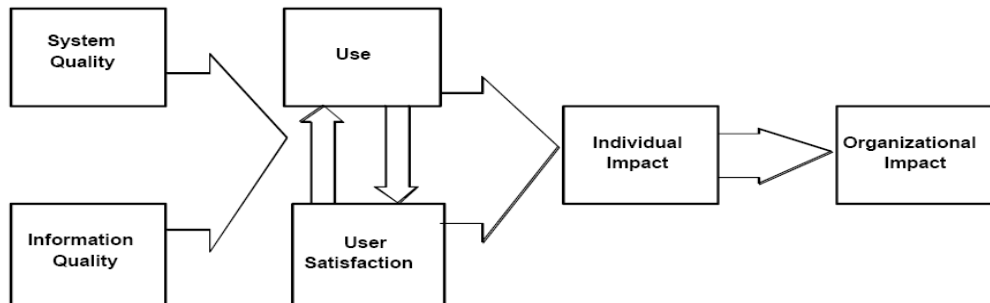 System
Quality
Use
Individual
Impact
Organizational
Impact
Information
Quality
User
Satisfaction